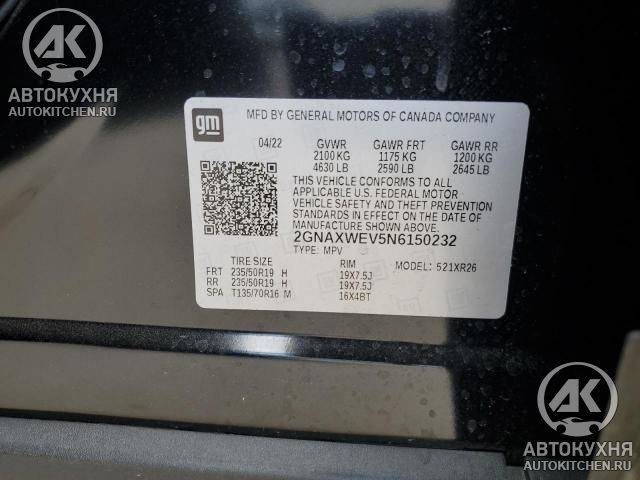 AK
АВТОКУХНЯ
AUTOKITCHEN.RU
gm
MFD BY GENERAL MOTORS OF CANADA COMPANY
04/22 GVWR GAWR FRT GAWR RR
2100 KG 1175 KG 1200 KG
4630 LB 2590 LB 2645 LB
THIS VEHICLE CONFORMS TO ALL
APPLICABLE U.S. FEDERAL MOTOR
VEHICLE SAFETY AND THEFT PREVENTION
STANDARDS IN EFFECT ON THE DATE OF
MANUFACTURE SHOWN ABOVE.
2GNAXWEV5N6150232
TYPE: MPV
TIRE SIZE RIM MODEL: 521XR26
FRT 235/50R19 H 19X7.5J
RR 235/50R19 H 19X7.5J
SPA T135/70R16 M 16X4BT
AK
АВТОКУХНЯ
AUTOKITCHEN.RU